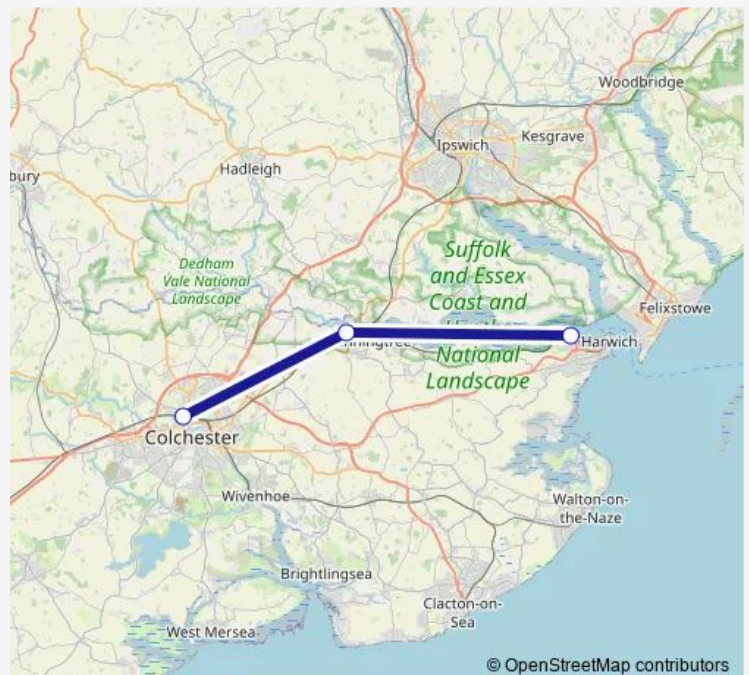 Woodbridge
Kesgrave
Ipswich
bury
Hadleigh
Dedham
Vale National
Landscape
Suffolk
and Essex
Coast and
National
Landscape
Felixstowe
Harwich
Colchester
Wivenhoe
Walton-on-
the-Naze
Brightlingsea
Clacton-on-
Sea
West Mersea
© OpenStreetMap contributors